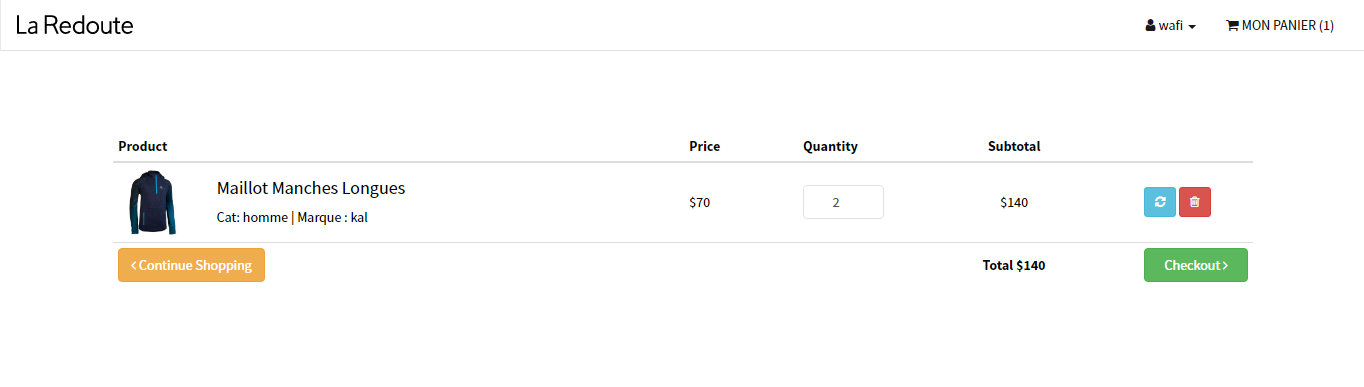 La Redoute
wafi
MON PANIER (1)
Product Price Quantity Subtotal
Maillot Manches Longues
Cat: homme | Marque : kal
$70
2
$140
Continue Shopping
Total $140
Checkout